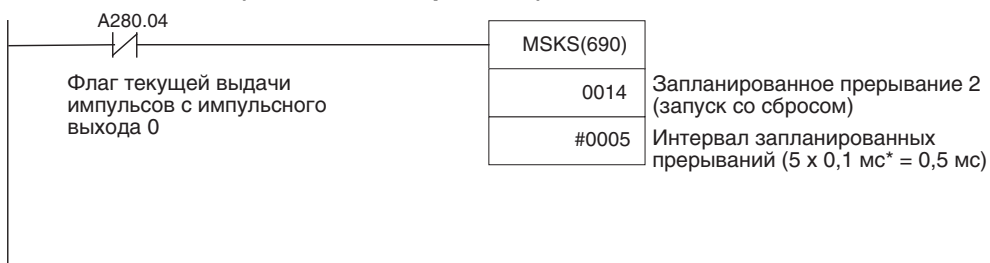 A280.04
MSKS(690)
Флаг текущей выдачи
импульсов с импульсного
выхода 0
0014
Запланированное прерывание 2
(запуск со сбросом)
#0005
Интервал запланированных
прерываний (5 x 0,1 мс* = 0,5 мс)